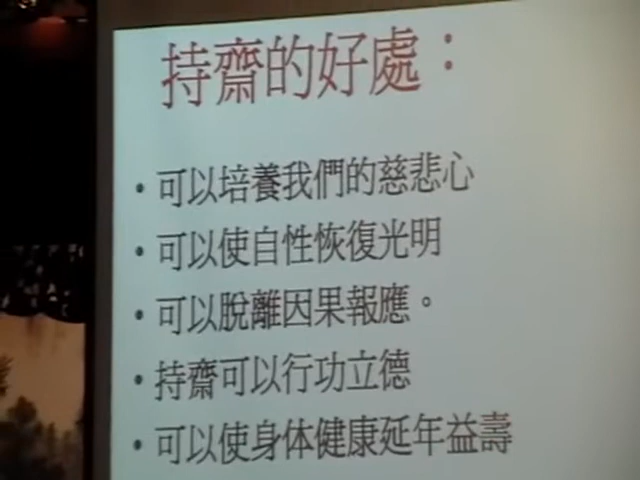 持齋的好處：
• 可以培養我們的慈悲心
• 可以使自性恢復光明
• 可以脫離因果報應。
• 持齋可以行功立德
• 可以使身体健康延年益壽